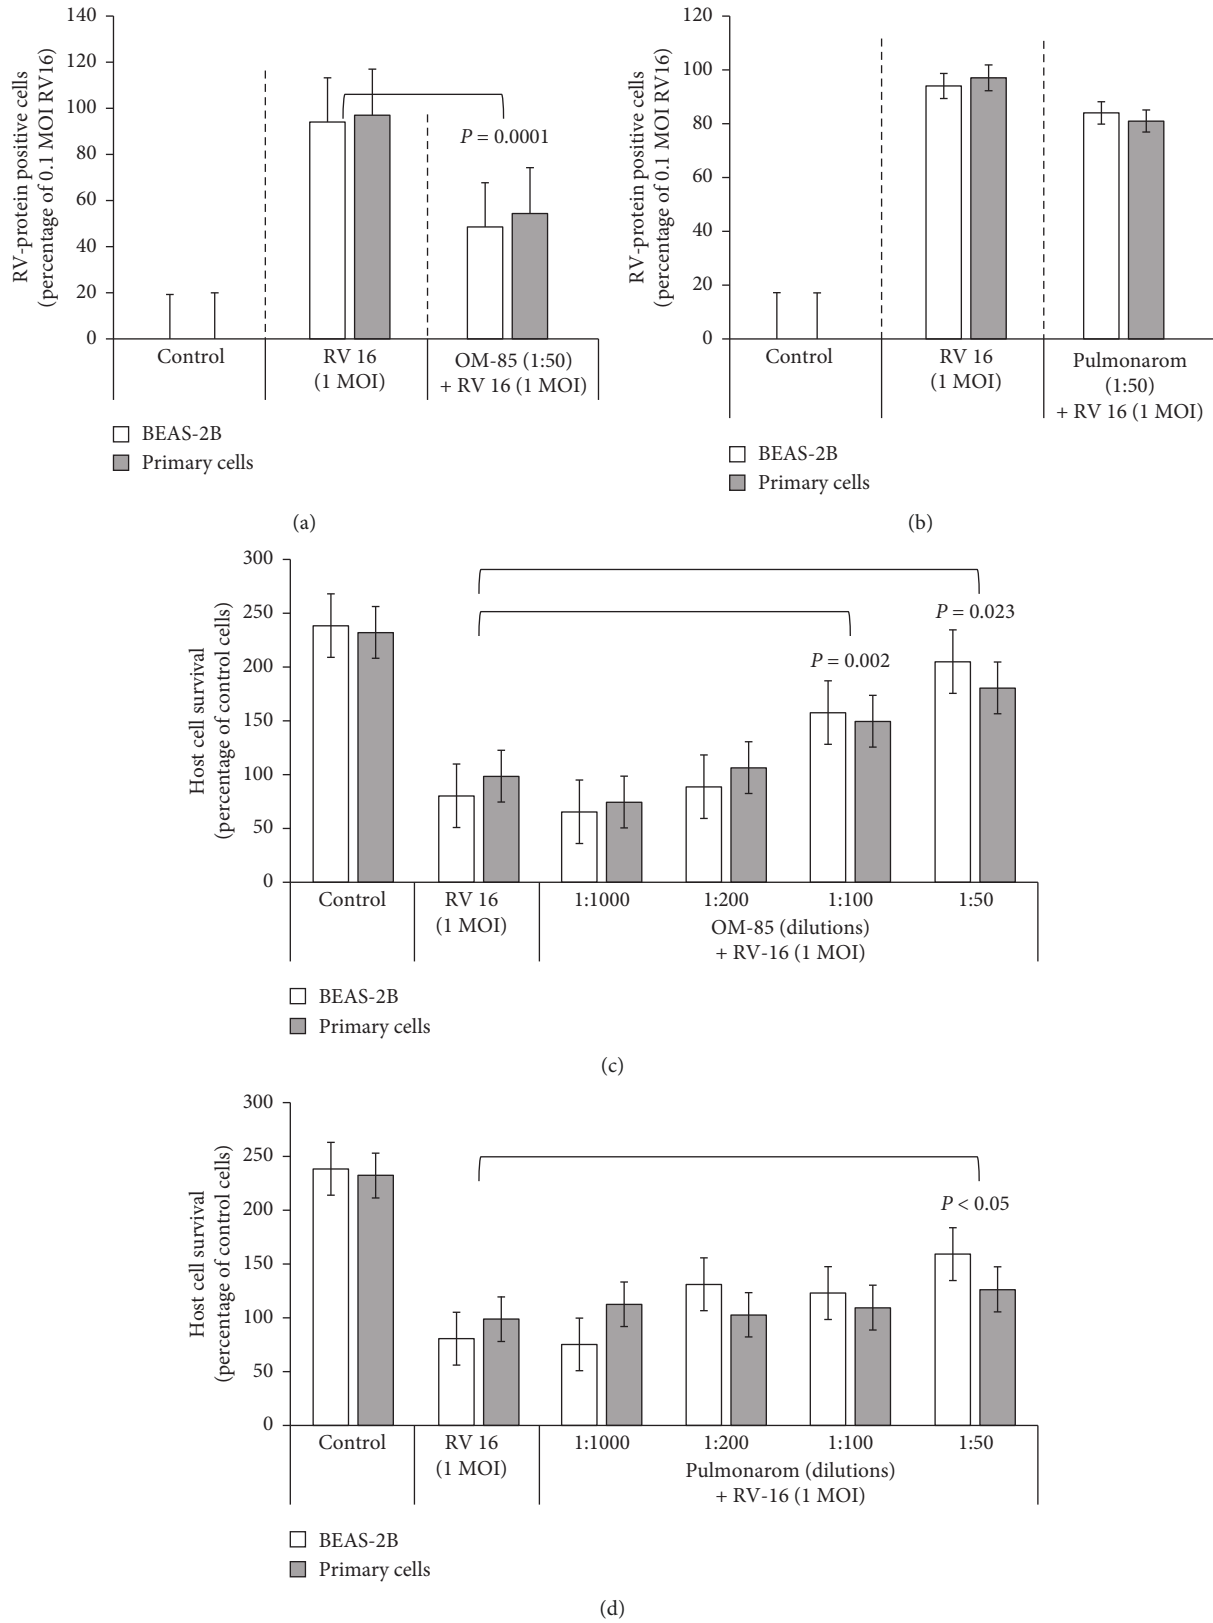 RV-protein positive cells
(percentage of 0.1 MOI RV16)
140
120
100
80
60
40
20
0
P = 0.0001
Control
RV 16
(1 MOI)
OM-85 (1:50)
+ RV 16 (1 MOI)
BEAS-2B
Primary cells
(a)
RV-protein positive cells
(percentage of 0.1 MOI RV16)
120
100
80
60
40
20
0
Control
RV 16
(1 MOI)
Pulmonarom
(1:50)
+ RV 16 (1 MOI)
BEAS-2B
Primary cells
(b)
Host cell survival
(percentage of control cells)
300
250
200
150
100
50
0
P = 0.002
P = 0.023
Control
RV 16
(1 MOI)
1:1000
1:200
1:100
1:50
OM-85 (dilutions)
+ RV-16 (1 MOI)
BEAS-2B
Primary cells
(c)
Host cell survival
(percentage of control cells)
300
250
200
150
100
50
0
P < 0.05
Control
RV 16
(1 MOI)
1:1000
1:200
1:100
1:50
Pulmonarom (dilutions)
+ RV-16 (1 MOI)
BEAS-2B
Primary cells
(d)